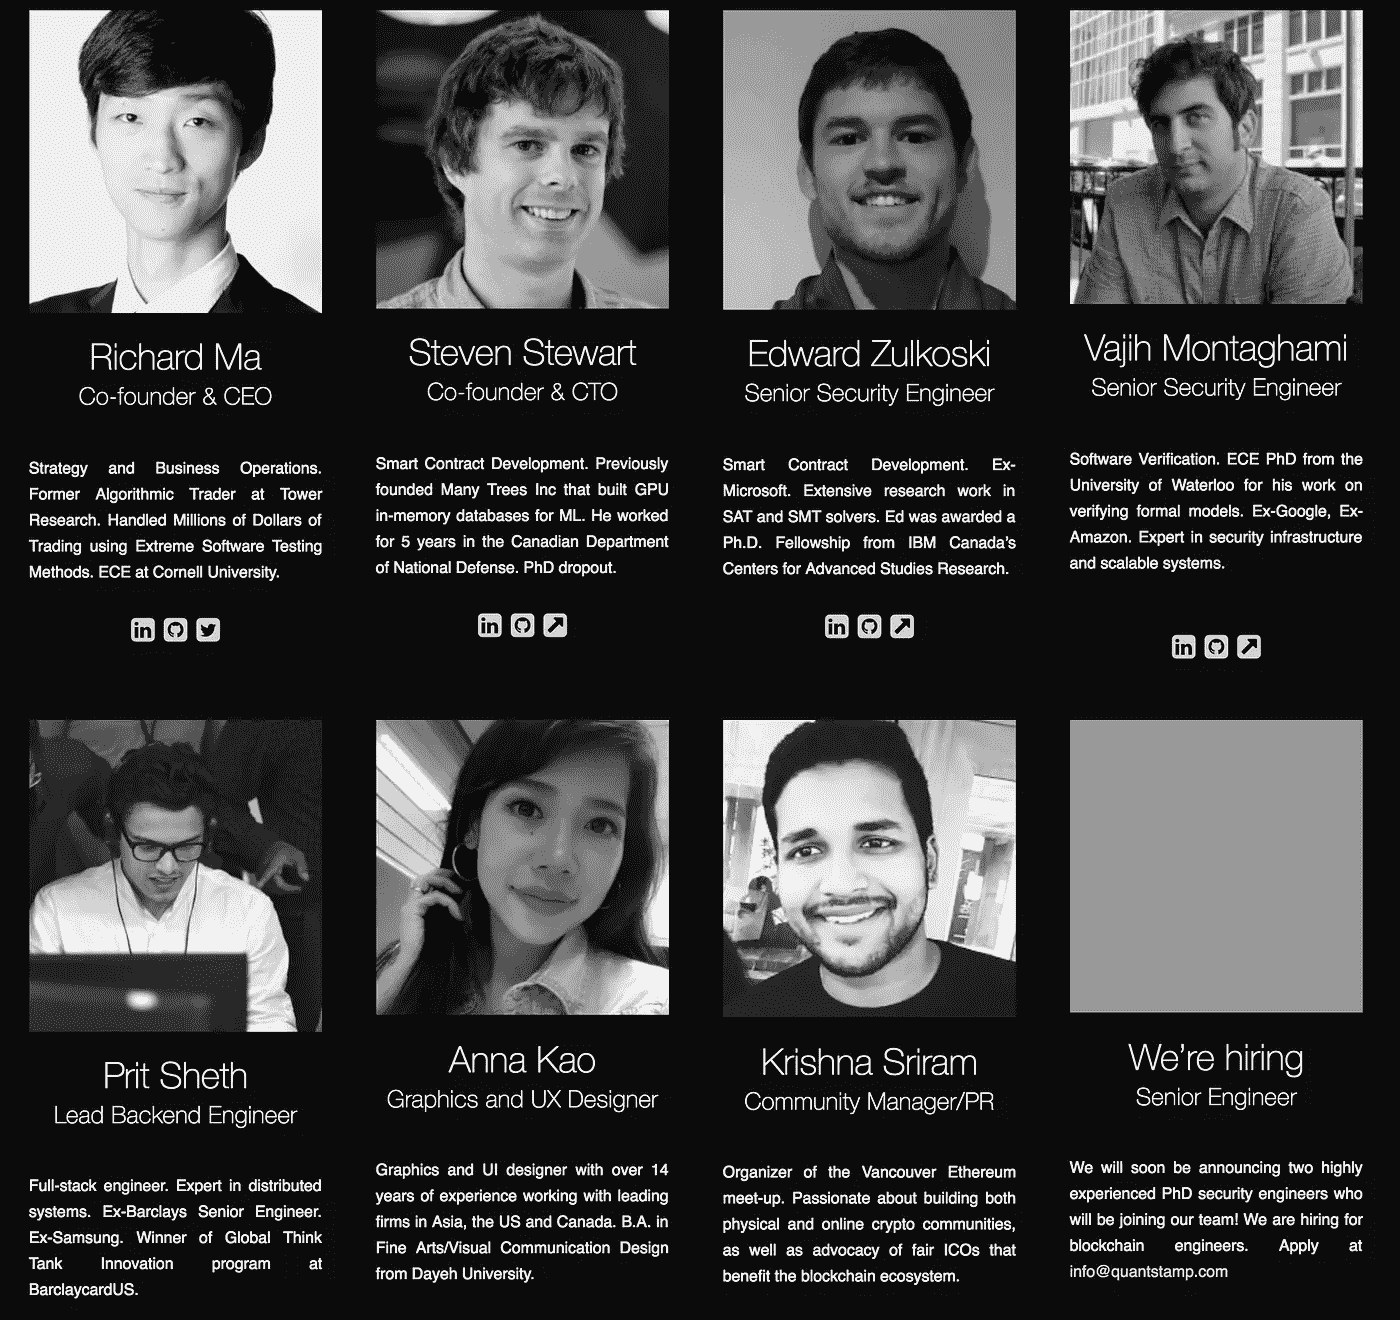 Richard Ma
Co-founder & CEO
Strategy and Business Operations.
Former Algorithmic Trader at Tower
Research. Handled Millions of Dollars of
Trading using Extreme Software Testing
Methods. ECE at Cornell University.
in
Steven Stewart
Co-founder & CTO
Smart Contract Development. Previously
founded Many Trees Inc that built GPU
in-memory databases for ML. He worked
for 5 years in the Canadian Department
of National Defense. PhD dropout.
in
Edward Zulkoski
Senior Security Engineer
Smart Contract Development. Ex-
Microsoft. Extensive research work in
SAT and SMT solvers. Ed was awarded a
Ph.D. Fellowship from IBM Canada's
Centers for Advanced Studies Research.
in
Vajih Montaghami
Senior Security Engineer
Software Verification. ECE PhD from the
University of Waterloo for his work on
verifying formal models. Ex-Google, Ex-
Amazon. Expert in security infrastructure
and scalable systems.
in
Prit Sheth
Lead Backend Engineer
Full-stack engineer. Expert in distributed
systems. Ex-Barclays Senior Engineer.
Ex-Samsung. Winner of Global Think
Tank Innovation program at
BarclaycardUS.
Anna Kao
Graphics and UX Designer
Graphics and UI designer with over 14
years of experience working with leading
firms in Asia, the US and Canada. B.A. in
Fine Arts/Visual Communication Design
from Dayeh University.
Krishna Sriram
Community Manager/PR
Organizer of the Vancouver Ethereum
meet-up. Passionate about building both
physical and online crypto communities,
as well as advocacy of fair ICOs that
benefit the blockchain ecosystem.
We're hiring
Senior Engineer
We will soon be announcing two highly
experienced PhD security engineers who
will be joining our team! We are hiring for
blockchain engineers. Apply at
info@quantstamp.com